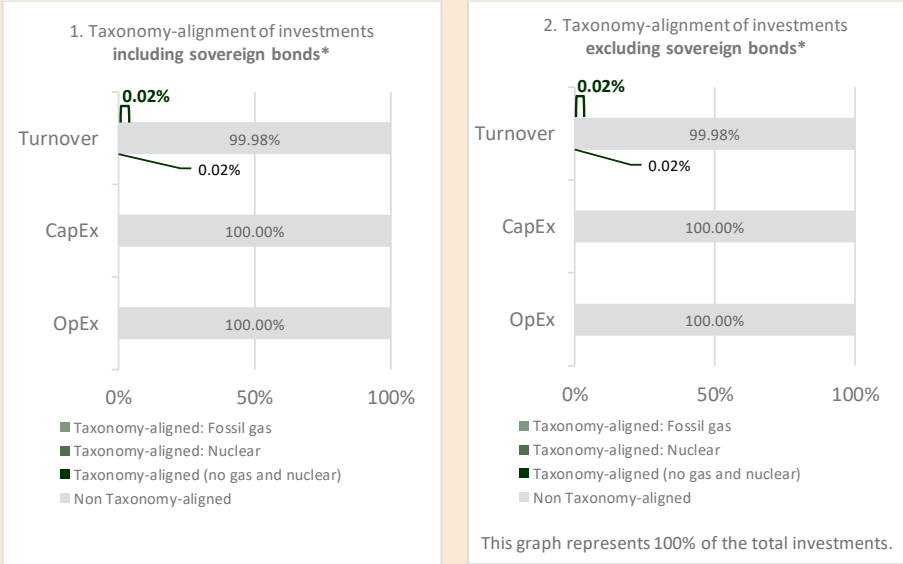 1. Taxonomy-alignment of investments
including sovereign bonds*
0.02%
Turnover
99.98%
0.02%
CapEx
100.00%
OpEx
100.00%
0%
50%
100%
Taxonomy-aligned: Fossil gas
Taxonomy-aligned: Nuclear
Taxonomy-aligned (no gas and nuclear)
Non Taxonomy-aligned
2. Taxonomy-alignment of investments
excluding sovereign bonds*
0.02%
Turnover
99.98%
0.02%
CapEx
100.00%
OpEx
100.00%
0%
50%
100%
Taxonomy-aligned: Fossil gas
Taxonomy-aligned: Nuclear
Taxonomy-aligned (no gas and nuclear)
Non Taxonomy-aligned
This graph represents 100% of the total investments.